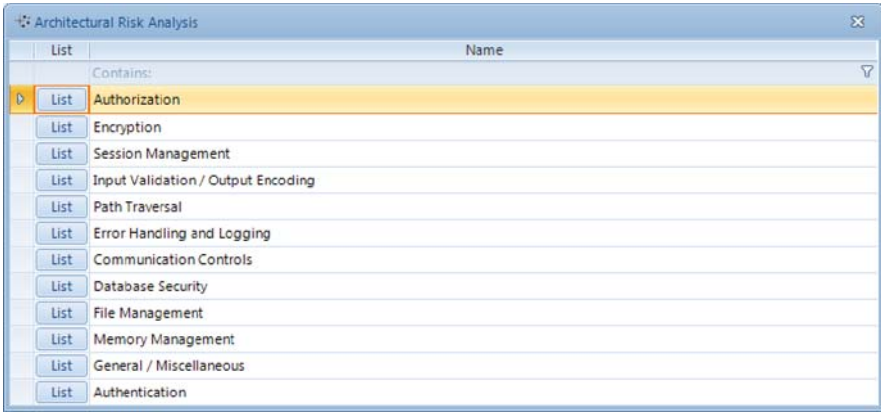 Architectural Risk Analysis
List Name
Contains:
List Authorization
List Encryption
List Session Management
List Input Validation / Output Encoding
List Path Traversal
List Error Handling and Logging
List Communication Controls
List Database Security
List File Management
List Memory Management
List General / Miscellaneous
List Authentication